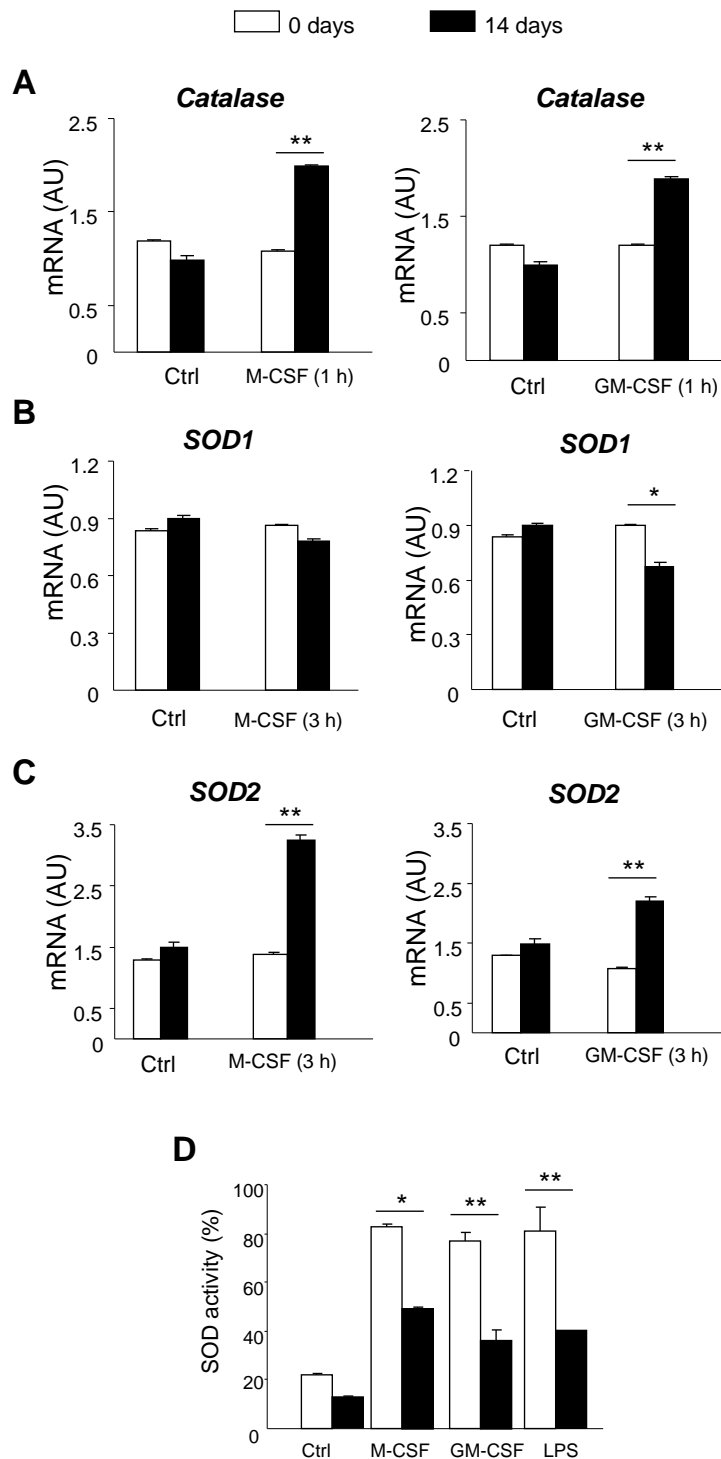 0 days 14 days
A
Catalase Catalase
mRNA (AU) mRNA (AU)
2.5 2.5
** **
1.5 1.5
0.5 0.5
0 0
Ctrl M-CSF (1 h) Ctrl GM-CSF (1 h)
B
SOD1 SOD1
mRNA (AU) mRNA (AU)
1.2 1.2
*
0.9 0.9
0.6 0.6
0.3 0.3
0 0
Ctrl M-CSF (3 h) Ctrl GM-CSF (3 h)
C
SOD2 SOD2
mRNA (AU) mRNA (AU)
3.5 3.5
** **
2.5 2.5
1.5 1.5
0.5 0.5
0 0
Ctrl M-CSF (3 h) Ctrl GM-CSF (3 h)
D
SOD activity (%)
100
* ** **
80
60
40
20
0
Ctrl M-CSF GM-CSF LPS